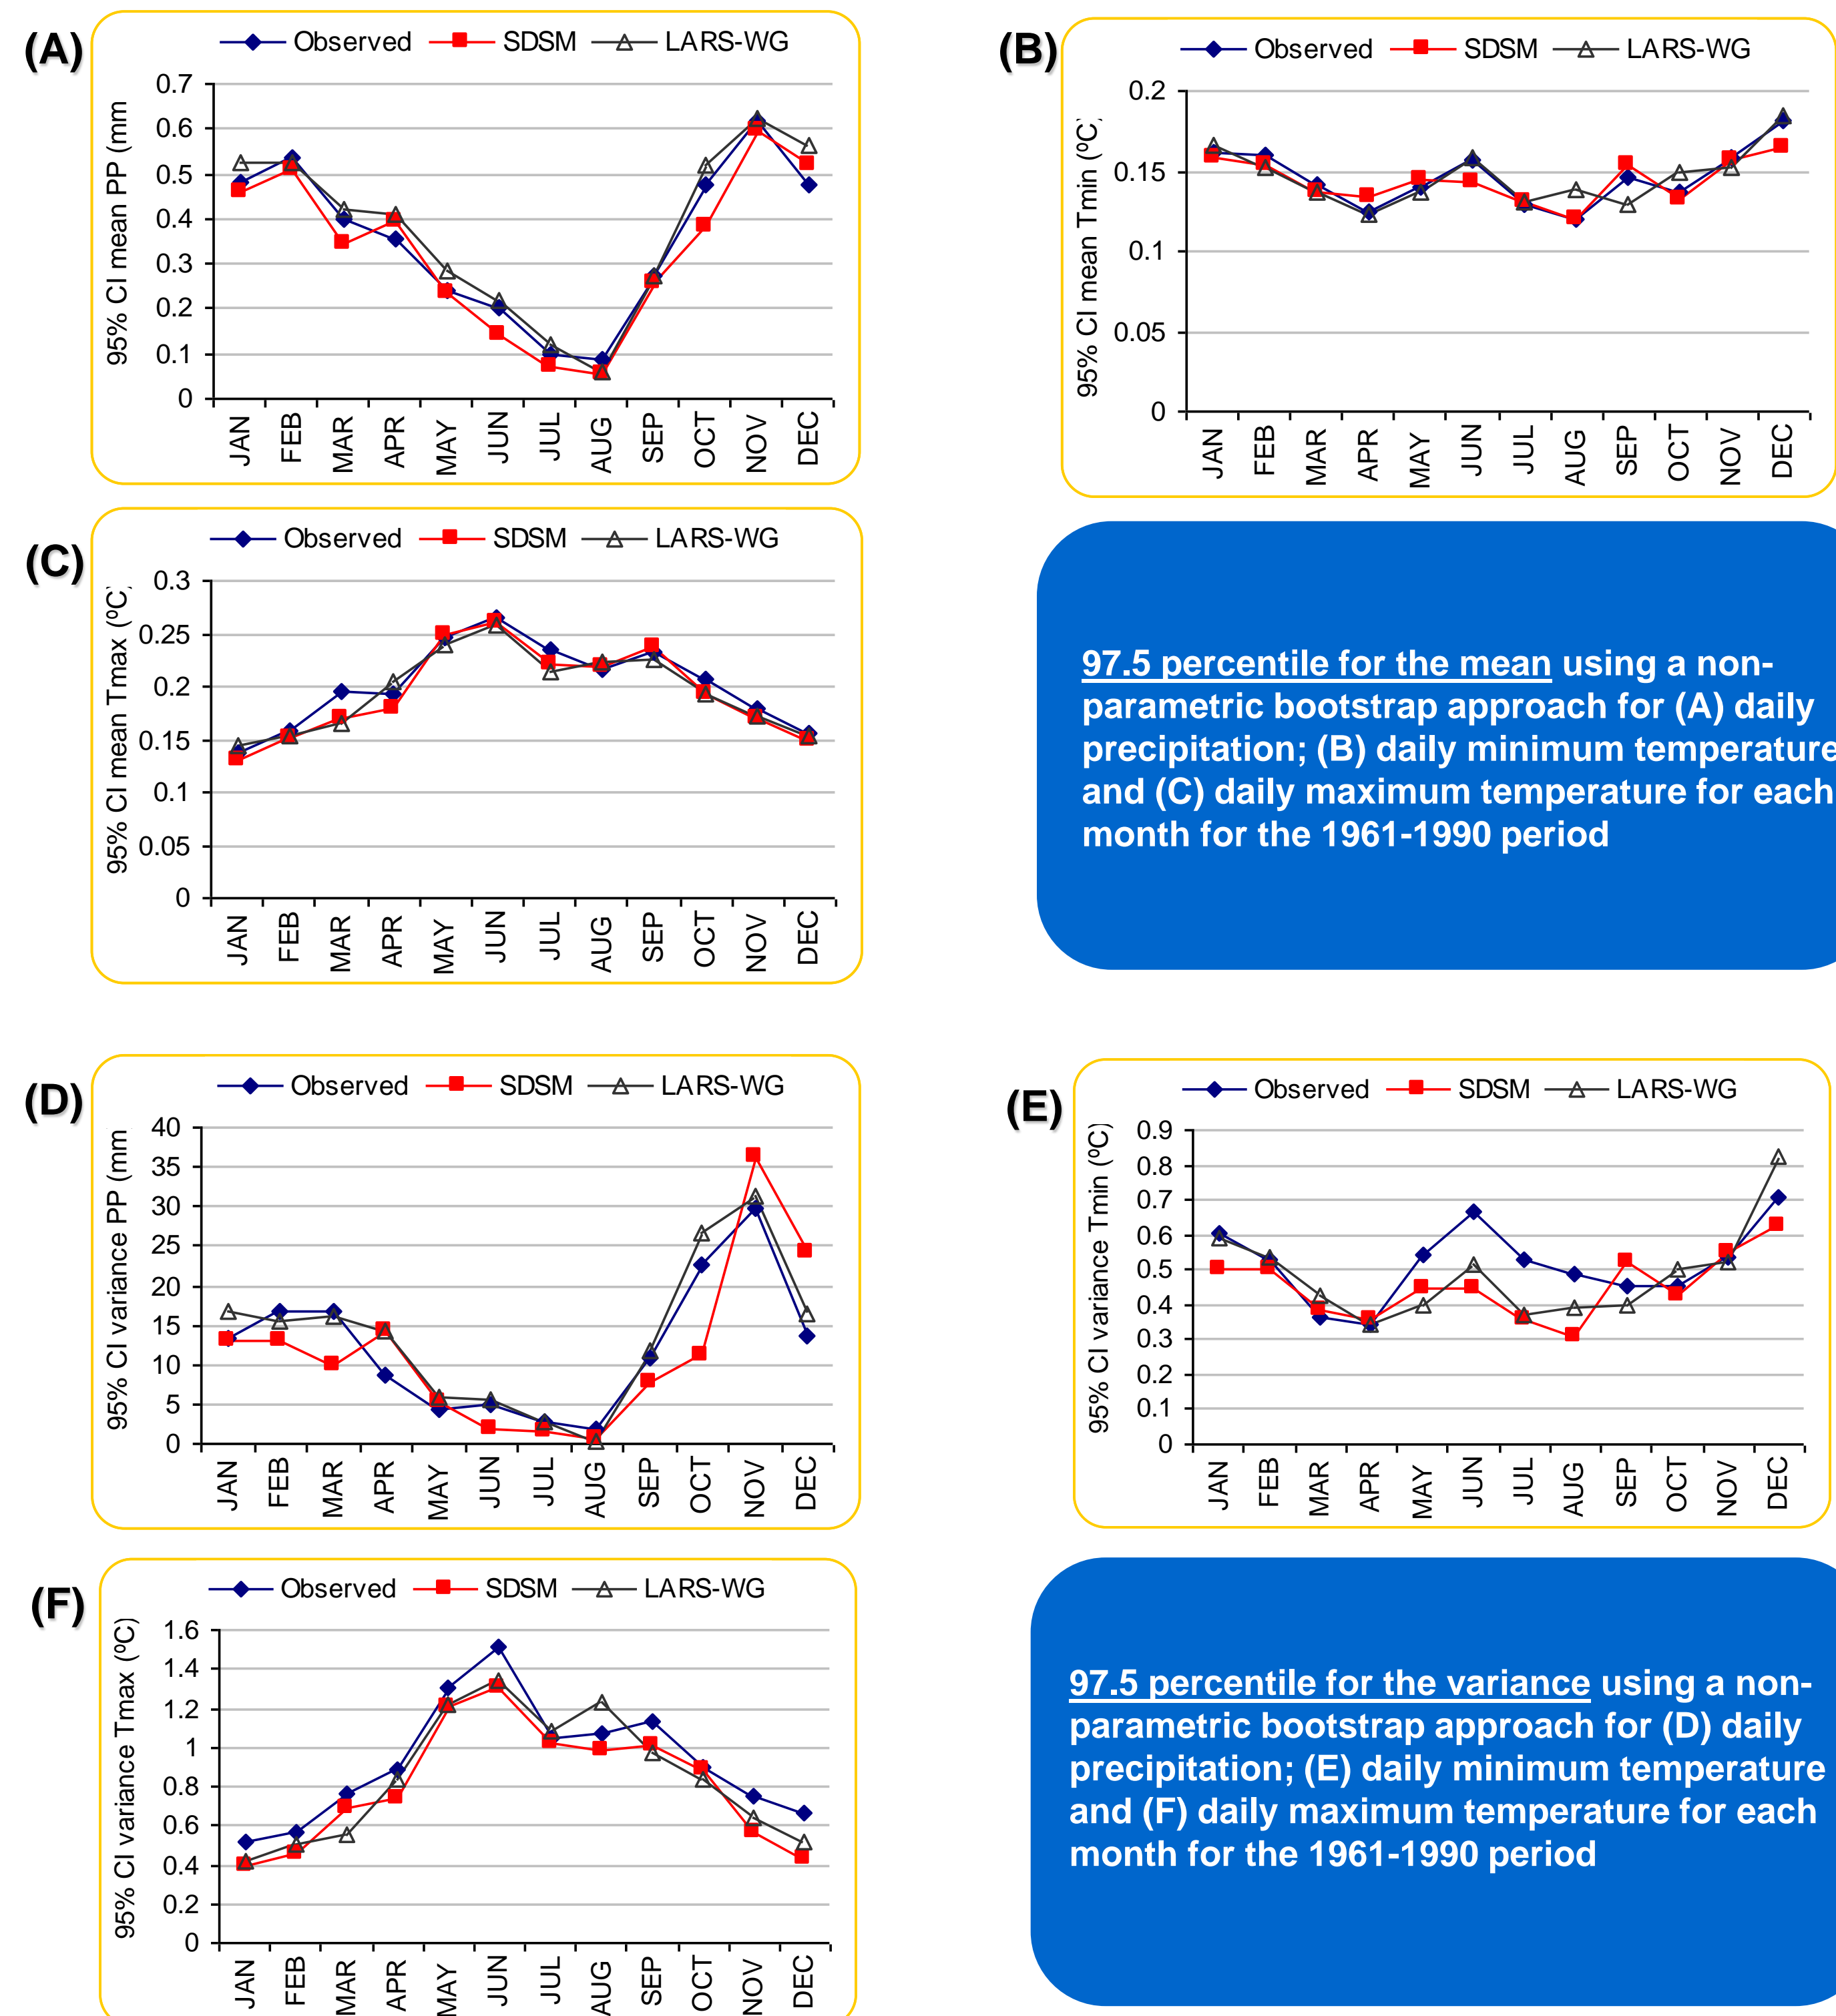 (A)
Observed SDSM LARS-WG
95% CI mean PP (mm
0.7
0.6
0.5
0.4
0.3
0.2
0.1
0
JAN FEB MAR APR MAY JUN JUL AUG SEP OCT NOV DEC
(B)
Observed SDSM LARS-WG
95% CI mean Tmin (ºC)
0.2
0.15
0.1
0.05
0
JAN FEB MAR APR MAY JUN JUL AUG SEP OCT NOV DEC
(C)
Observed SDSM LARS-WG
95% CI mean Tmax (ºC)
0.3
0.25
0.2
0.15
0.1
0.05
0
JAN FEB MAR APR MAY JUN JUL AUG SEP OCT NOV DEC
97.5 percentile for the mean using a non-
parametric bootstrap approach for (A) daily
precipitation; (B) daily minimum temperature
and (C) daily maximum temperature for each
month for the 1961-1990 period
(D)
Observed SDSM LARS-WG
95% CI variance PP (mm
40
35
30
25
20
15
10
5
0
JAN FEB MAR APR MAY JUN JUL AUG SEP OCT NOV DEC
(E)
Observed SDSM LARS-WG
95% CI variance Tmin (ºC)
0.9
0.8
0.7
0.6
0.5
0.4
0.3
0.2
0.1
0
JAN FEB MAR APR MAY JUN JUL AUG SEP OCT NOV DEC
(F)
Observed SDSM LARS-WG
95% CI variance Tmax (ºC)
1.6
1.4
1.2
1
0.8
0.6
0.4
0.2
0
JAN FEB MAR APR MAY JUN JUL AUG SEP OCT NOV DEC
97.5 percentile for the variance using a non-
parametric bootstrap approach for (D) daily
precipitation; (E) daily minimum temperature
and (F) daily maximum temperature for each
month for the 1961-1990 period